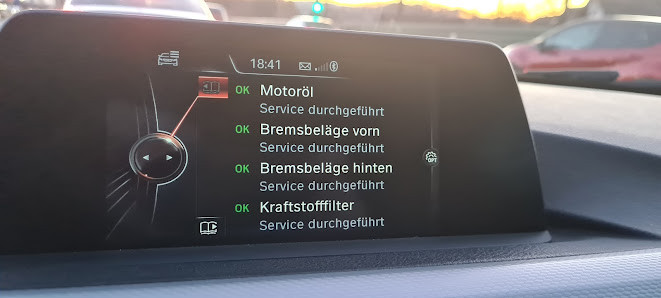 18:41
OK Motoröl
Service durchgeführt
OK Bremsbeläge vorn
Service durchgeführt
OK Bremsbeläge hinten
Service durchgeführt
OK Kraftstofffilter
Service durchgeführt
OPT